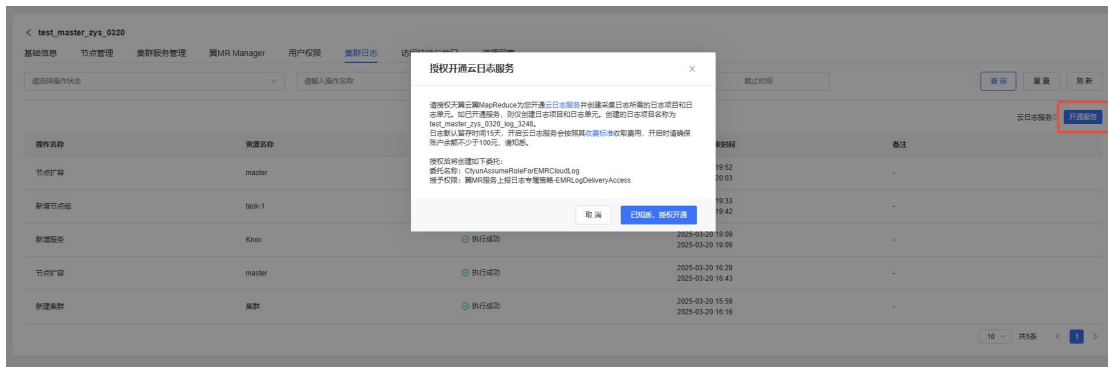 < test_master_zys_0320
基础信息 节点管理 集群服务管理 翼MR Manager 用户权限 集群日志
请选择操作状态 请输入操作名称 截止时间 查询 重置 刷新
云日志服务 开通服务
授权开通云日志服务 ×
请授权天翼云翼MapReduce为您开通云日志服务并创建采集日志所需的日志项目和日
志单元。如已开通服务，则仅创建日志项目和日志单元。创建的日志项目名称为
test_master_zys_0320_log_3248。
日志默认留存时间15天，开启云日志服务会按照其收费标准收取费用，开启时请确保
账户余额不少于100元，请知悉。
授权后将创建如下委托:
委托名称: CtyunAssumeRoleForEMRCloudLog
授予权限: 翼MR服务上报日志专属策略-EMRLogDeliveryAccess
取消 已知悉，授权开通
操作名称 资源名称 备注
节点扩容 master 19:52 -
20:03
新增节点组 task-1 19:33 -
19:42
新增服务 Knox 执行成功 2025-03-20 19:09 -
2025-03-20 19:09
节点扩容 master 执行成功 2025-03-20 16:29 -
2025-03-20 16:43
新建集群 集群 执行成功 2025-03-20 15:59 -
2025-03-20 16:16
10 共5条 < 1 >